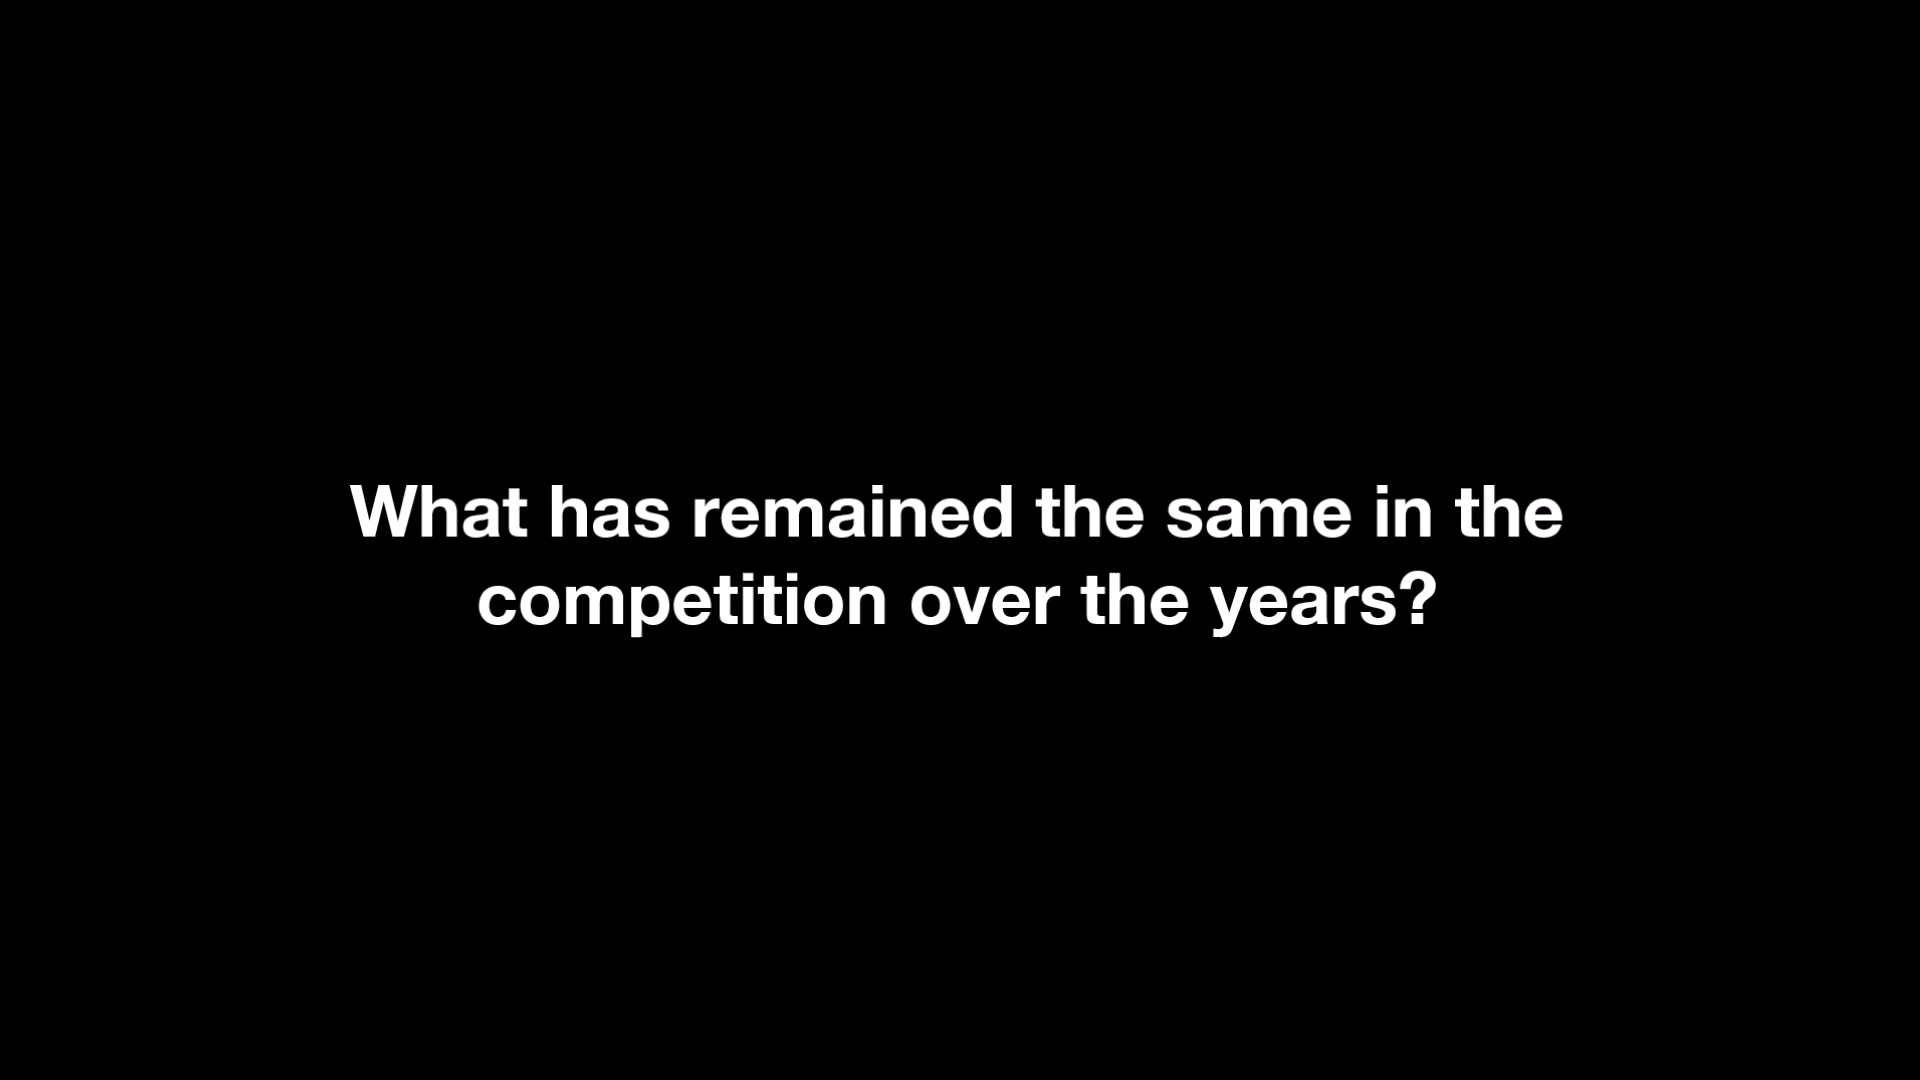 What has remained the same in the
competition over the years?